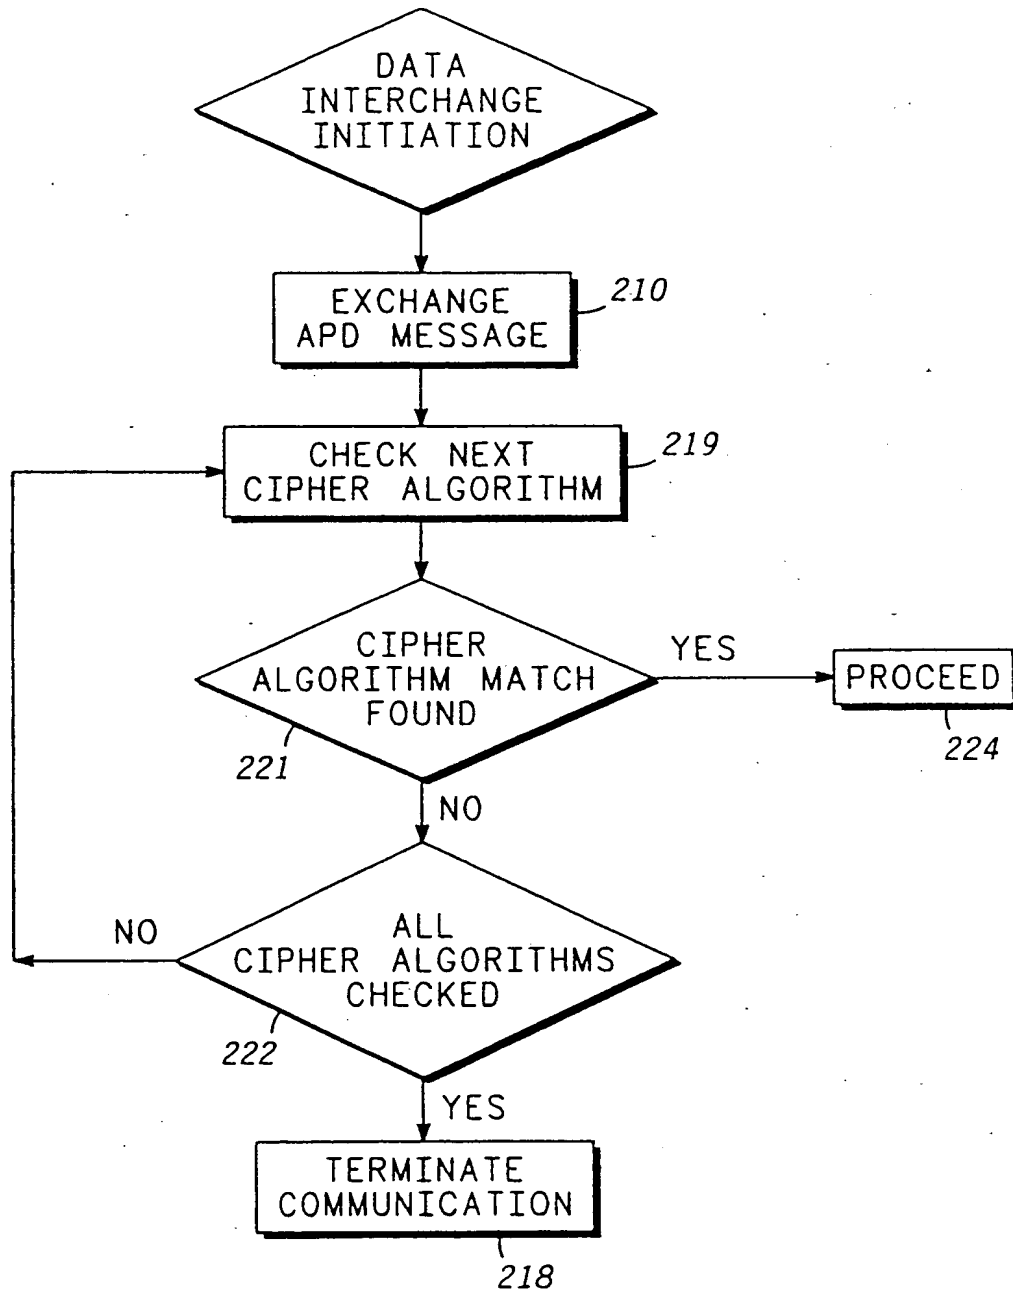 DATA
INTERCHANGE
INITIATION
EXCHANGE
APD MESSAGE
210
CHECK NEXT
CIPHER ALGORITHM
219
CIPHER
ALGORITHM MATCH
FOUND
221
YES
PROCEED
224
NO
ALL
CIPHER ALGORITHMS
CHECKED
222
NO
YES
TERMINATE
COMMUNICATION
218